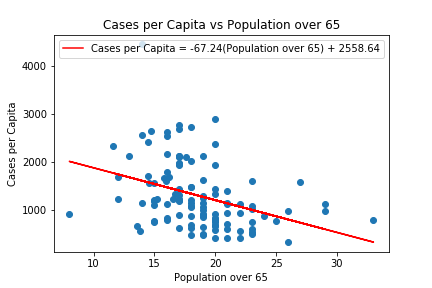 Cases per Capita vs Population over 65
Cases per Capita = -67.24(Population over 65) + 2558.64
Cases per Capita
4000
3000
2000
1000
10 15 20 25 30
Population over 65